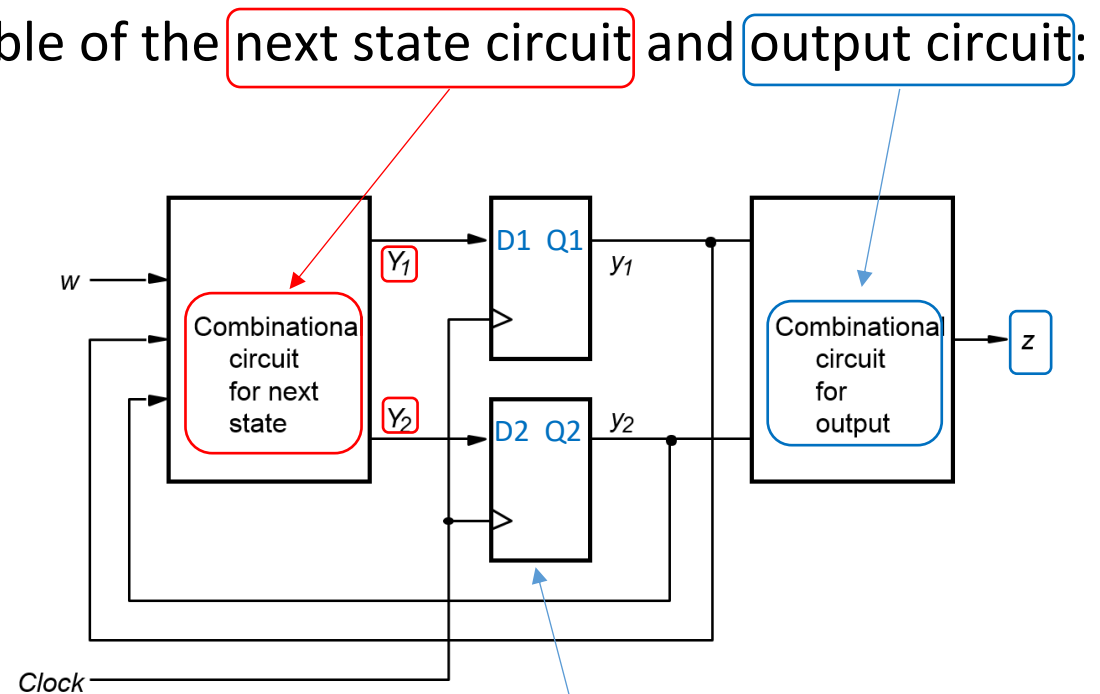 ble of the next state circuit and output circuit:
D1 Q1
Y1
y1
w
Combinationa
circuit
for next
state
Combinational
circuit
for
output
z
Y2
y2
D2 Q2
Clock